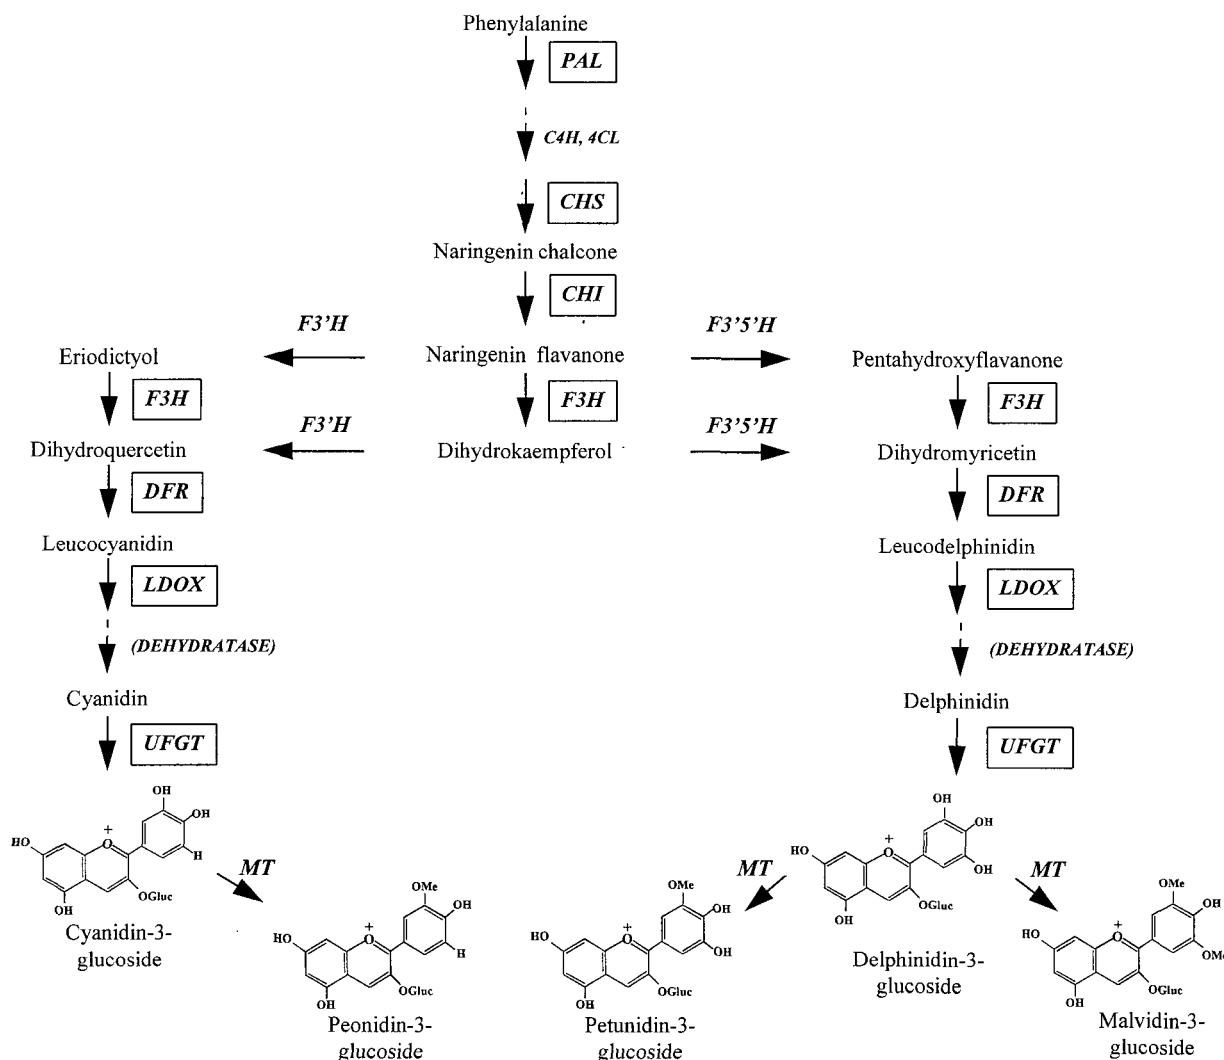 Phenylalanine
PAL
C4H, 4CL
CHS
Naringenin chalcone
CHI
F3'H
F3'5'H
Eriodictyol
Naringenin flavanone
Pentahydroxyflavanone
F3H
F3H
F3H
F3'H
F3'5'H
Dihydroquercetin
Dihydrokaempferol
Dihydromyricetin
DFR
DFR
Leucocyanidin
Leucodelphinidin
LDOX
LDOX
(DEHYDRATASE)
(DEHYDRATASE)
Cyanidin
Delphinidin
UFGT
UFGT
OH
OH
HO
+
O
H
OGluc
OH
Cyanidin-3-
glucoside
MT
OMe
OH
HO
+
O
H
OGluc
OH
Peonidin-3-
glucoside
OMe
OH
HO
+
O
OH
OGluc
OH
Petunidin-3-
glucoside
MT
OH
OH
HO
+
O
OH
OGluc
OH
Delphinidin-3-
glucoside
MT
OMe
OH
HO
+
O
OMe
OGluc
OH
Malvidin-3-
glucoside